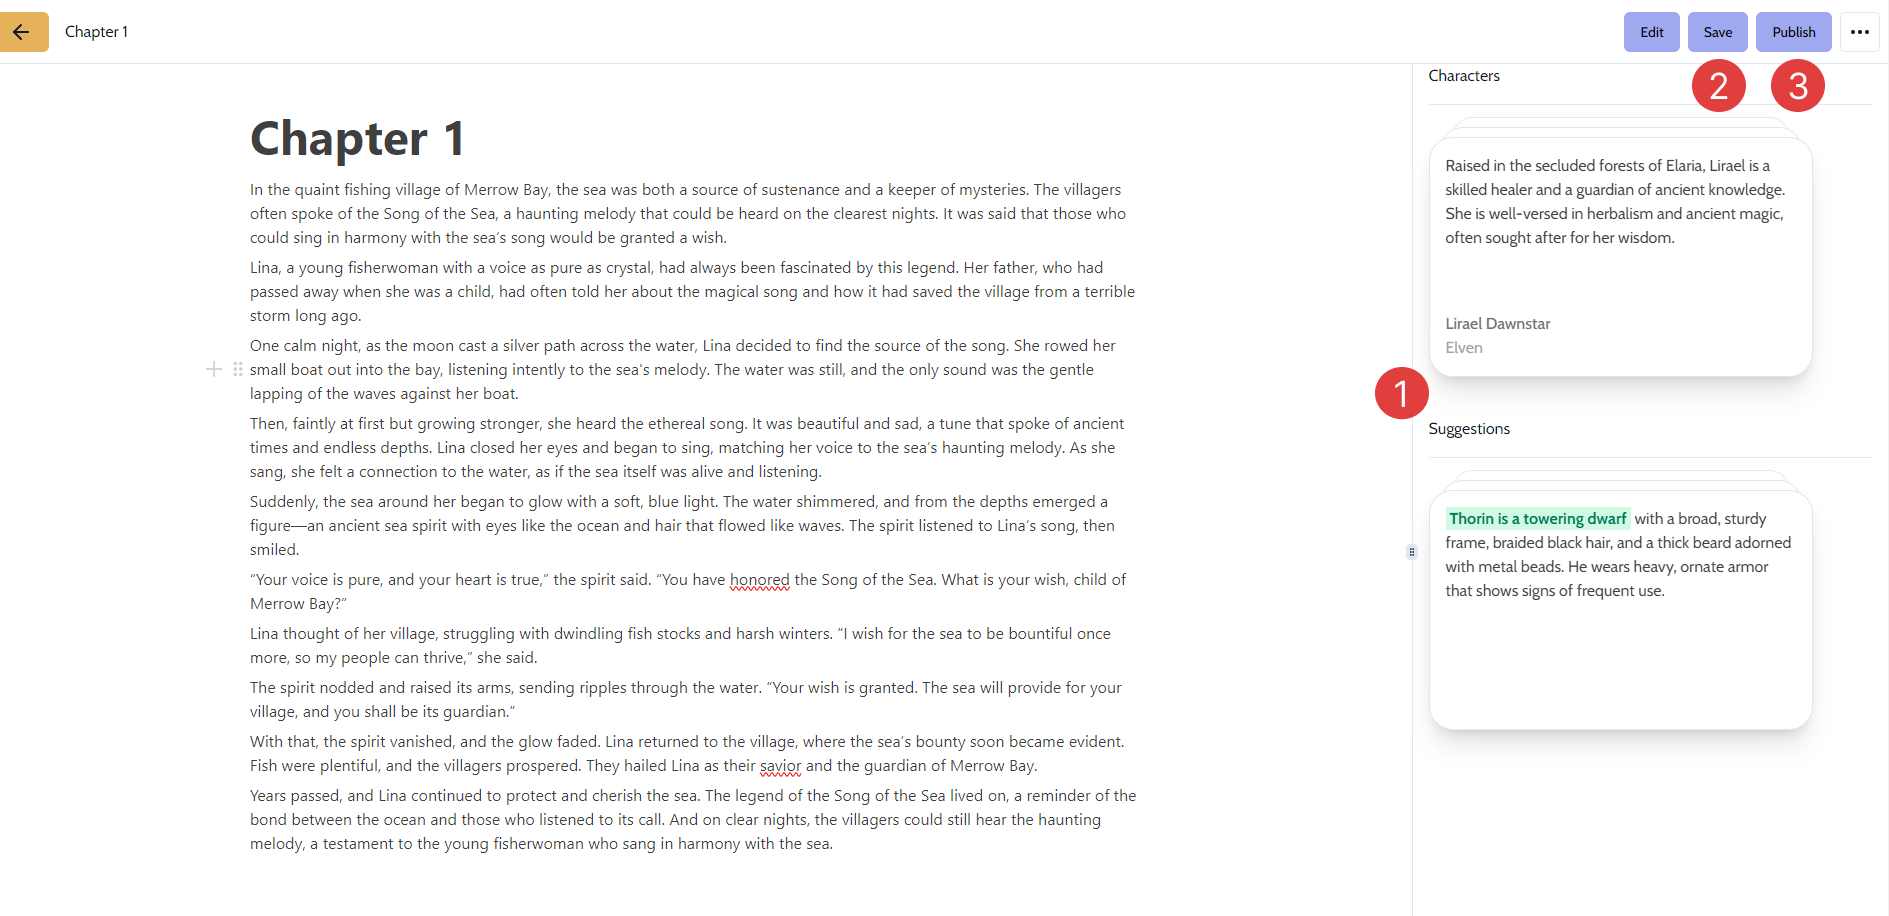 Chapter 1
Edit
Save
Publish
2
3
Chapter 1
In the quaint fishing village of Merrow Bay, the sea was both a source of sustenance and a keeper of mysteries. The villagers
often spoke of the Song of the Sea, a haunting melody that could be heard on the clearest nights. It was said that those who
could sing in harmony with the sea's song would be granted a wish.
Lina, a young fisherwoman with a voice as pure as crystal, had always been fascinated by this legend. Her father, who had
passed away when she was a child, had often told her about the magical song and how it had saved the village from a terrible
storm long ago.
One calm night, as the moon cast a silver path across the water, Lina decided to find the source of the song. She rowed her
small boat out into the bay, listening intently to the sea's melody. The water was still, and the only sound was the gentle
lapping of the waves against her boat.
Then, faintly at first but growing stronger, she heard the ethereal song. It was beautiful and sad, a tune that spoke of ancient
times and endless depths. Lina closed her eyes and began to sing, matching her voice to the sea's haunting melody. As she
sang, she felt a connection to the water, as if the sea itself was alive and listening.
Suddenly, the sea around her began to glow with a soft, blue light. The water shimmered, and from the depths emerged a
figure—an ancient sea spirit with eyes like the ocean and hair that flowed like waves. The spirit listened to Lina's song, then
smiled.
"Your voice is pure, and your heart is true," the spirit said. "You have honored the Song of the Sea. What is your wish, child of
Merrow Bay?"
Lina thought of her village, struggling with dwindling fish stocks and harsh winters. "I wish for the sea to be bountiful once
more, so my people can thrive," she said.
The spirit nodded and raised its arms, sending ripples through the water. "Your wish is granted. The sea will provide for your
village, and you shall be its guardian."
With that, the spirit vanished, and the glow faded. Lina returned to the village, where the sea's bounty soon became evident.
Fish were plentiful, and the villagers prospered. They hailed Lina as their savior and the guardian of Merrow Bay.
Years passed, and Lina continued to protect and cherish the sea. The legend of the Song of the Sea lived on, a reminder of the
bond between the ocean and those who listened to its call. And on clear nights, the villagers could still hear the haunting
melody, a testament to the young fisherwoman who sang in harmony with the sea.
Characters
Raised in the secluded forests of Elaria, Lirael is a
skilled healer and a guardian of ancient knowledge.
She is well-versed in herbalism and ancient magic,
often sought after for her wisdom.
Lirael Dawnstar
Elven
1
Suggestions
Thorin is a towering dwarf with a broad, sturdy
frame, braided black hair, and a thick beard adorned
with metal beads. He wears heavy, ornate armor
that shows signs of frequent use.